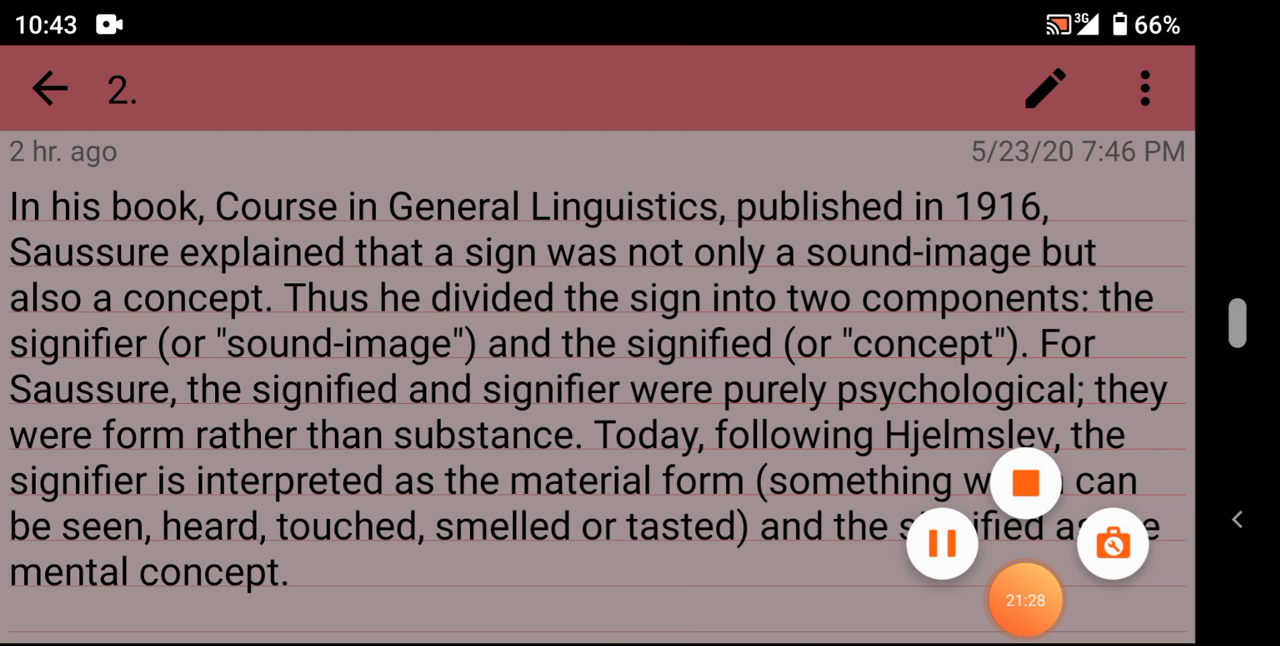 10:43
3G
66%
2.
2 hr. ago
5/23/20 7:46 PM
In his book, Course in General Linguistics, published in 1916,
Saussure explained that a sign was not only a sound-image but
also a concept. Thus he divided the sign into two components: the
signifier (or "sound-image") and the signified (or "concept"). For
Saussure, the signified and signifier were purely psychological; they
were form rather than substance. Today, following Hjelmslev, the
signifier is interpreted as the material form (something can
be seen, heard, touched, smelled or tasted) and the
mental concept.
21:28